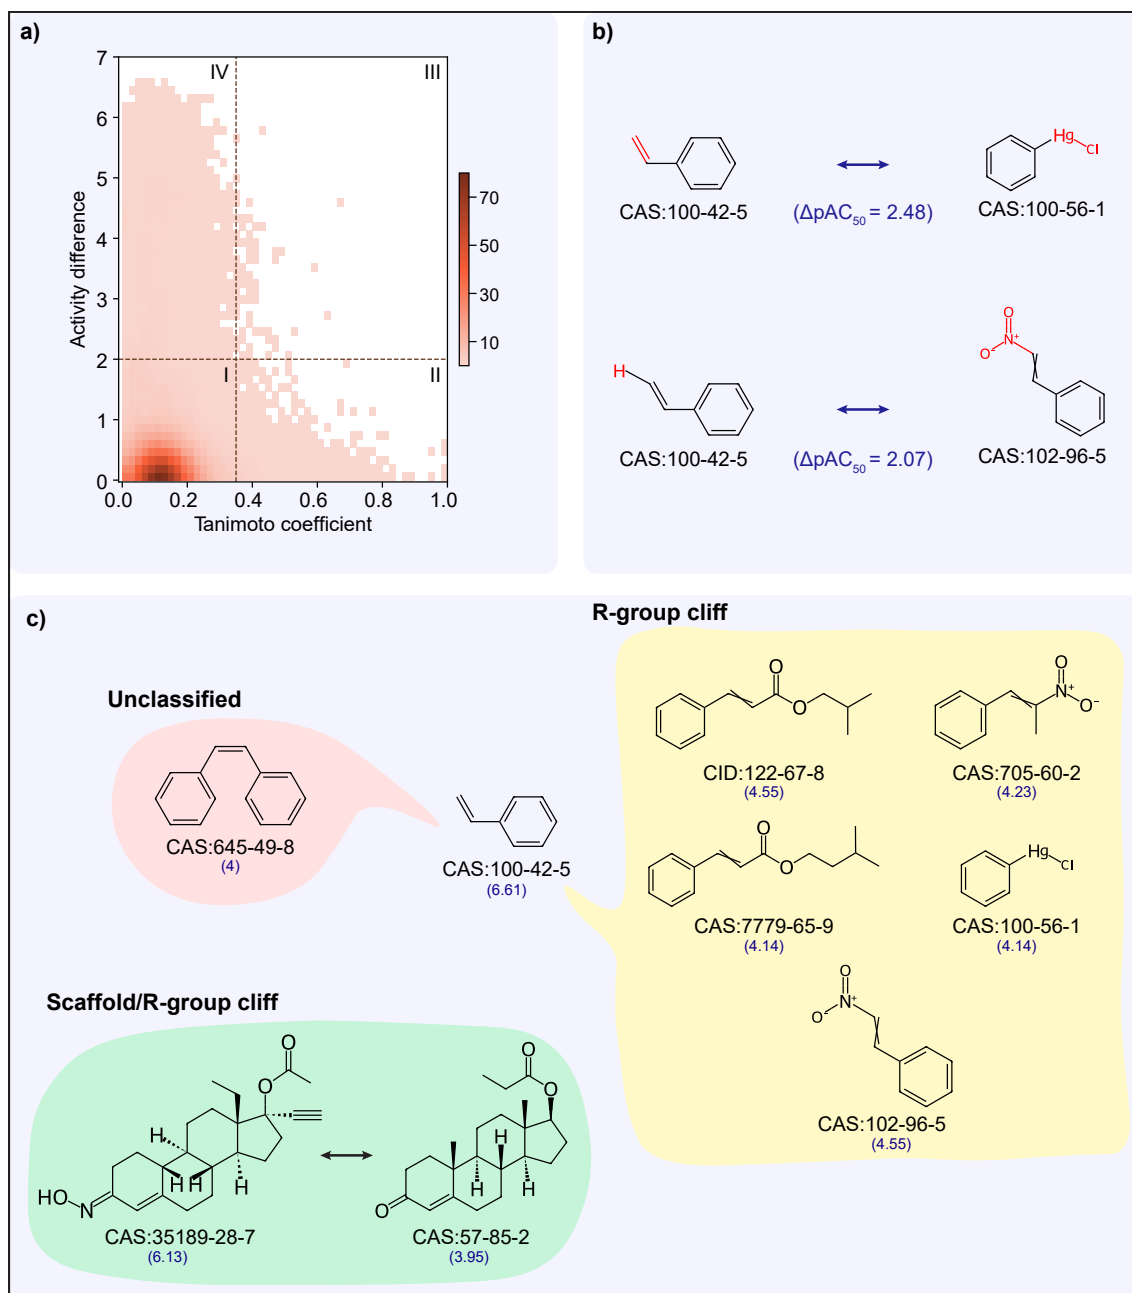 a)
7
6
5
4
3
2
1
0
Activity difference
IV
III
I
II
0.0
0.2
0.4
0.6
0.8
1.0
Tanimoto coefficient
70
50
30
10
b)
CAS:100-42-5
(ΔpAC50 = 2.48)
Hg
Cl
CAS:100-56-1
H
CAS:100-42-5
(ΔpAC50 = 2.07)
O
N+
O-
CAS:102-96-5
c)
R-group cliff
Unclassified
CAS:645-49-8
(4)
CAS:100-42-5
(6.61)
O
O
CID:122-67-8
(4.55)
O
N+
O-
CAS:705-60-2
(4.23)
O
O
CAS:7779-65-9
(4.14)
Hg
Cl
CAS:100-56-1
(4.14)
O
N+
O-
CAS:102-96-5
(4.55)
Scaffold/R-group cliff
O
O
H
H
H
H
HO
N
CAS:35189-28-7
(6.13)
O
O
H
H
H
O
CAS:57-85-2
(3.95)